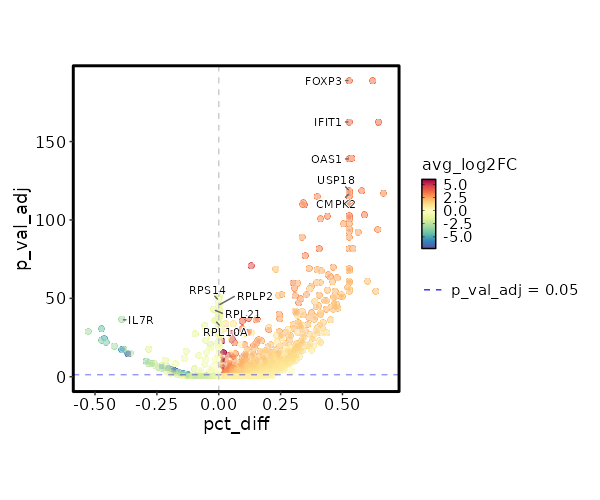 FOXP3
IFIT1
OAS1
USP18
CMPK2
RPS14
RPLP2
RPL21
IL7R
RPL10A
150
100
50
0
p_val_adj
-0.50
-0.25
0.00
0.25
0.50
pct_diff
avg_log2FC
5.0
2.5
0.0
-2.5
-5.0
p_val_adj = 0.05